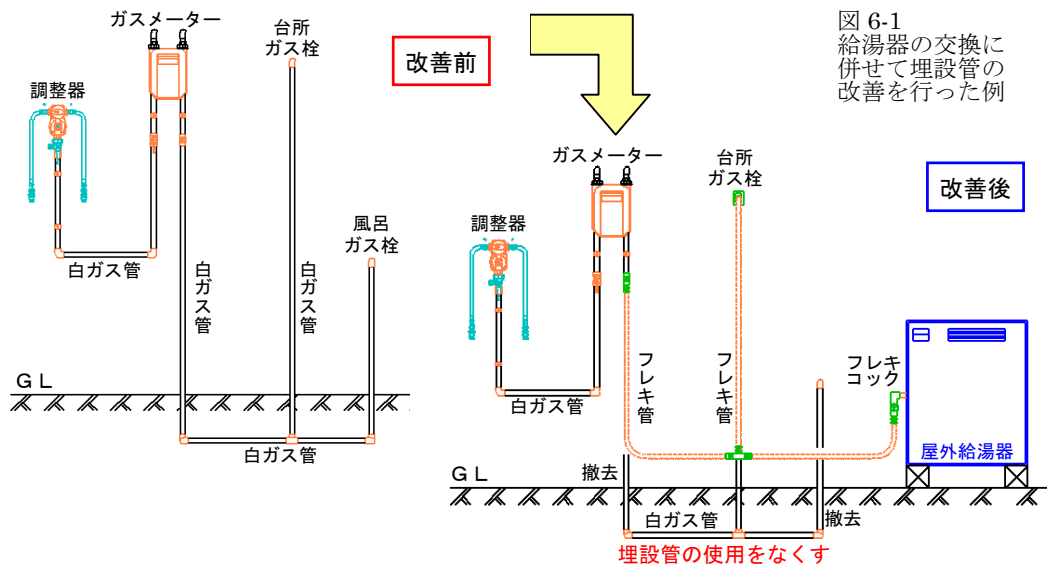 ガスメーター
台所
ガス栓
改善前
調整器
風呂
ガス栓
白ガス管
白ガス管
白ガス管
ＧＬ
白ガス管
図 6-1
給湯器の交換に
併せて埋設管の
改善を行った例
ガスメーター
台所
ガス栓
改善後
調整器
フレキ管
フレキ管
フレキ
コック
白ガス管
屋外給湯器
撤去
ＧＬ
白ガス管
撤去
埋設管の使用をなくす